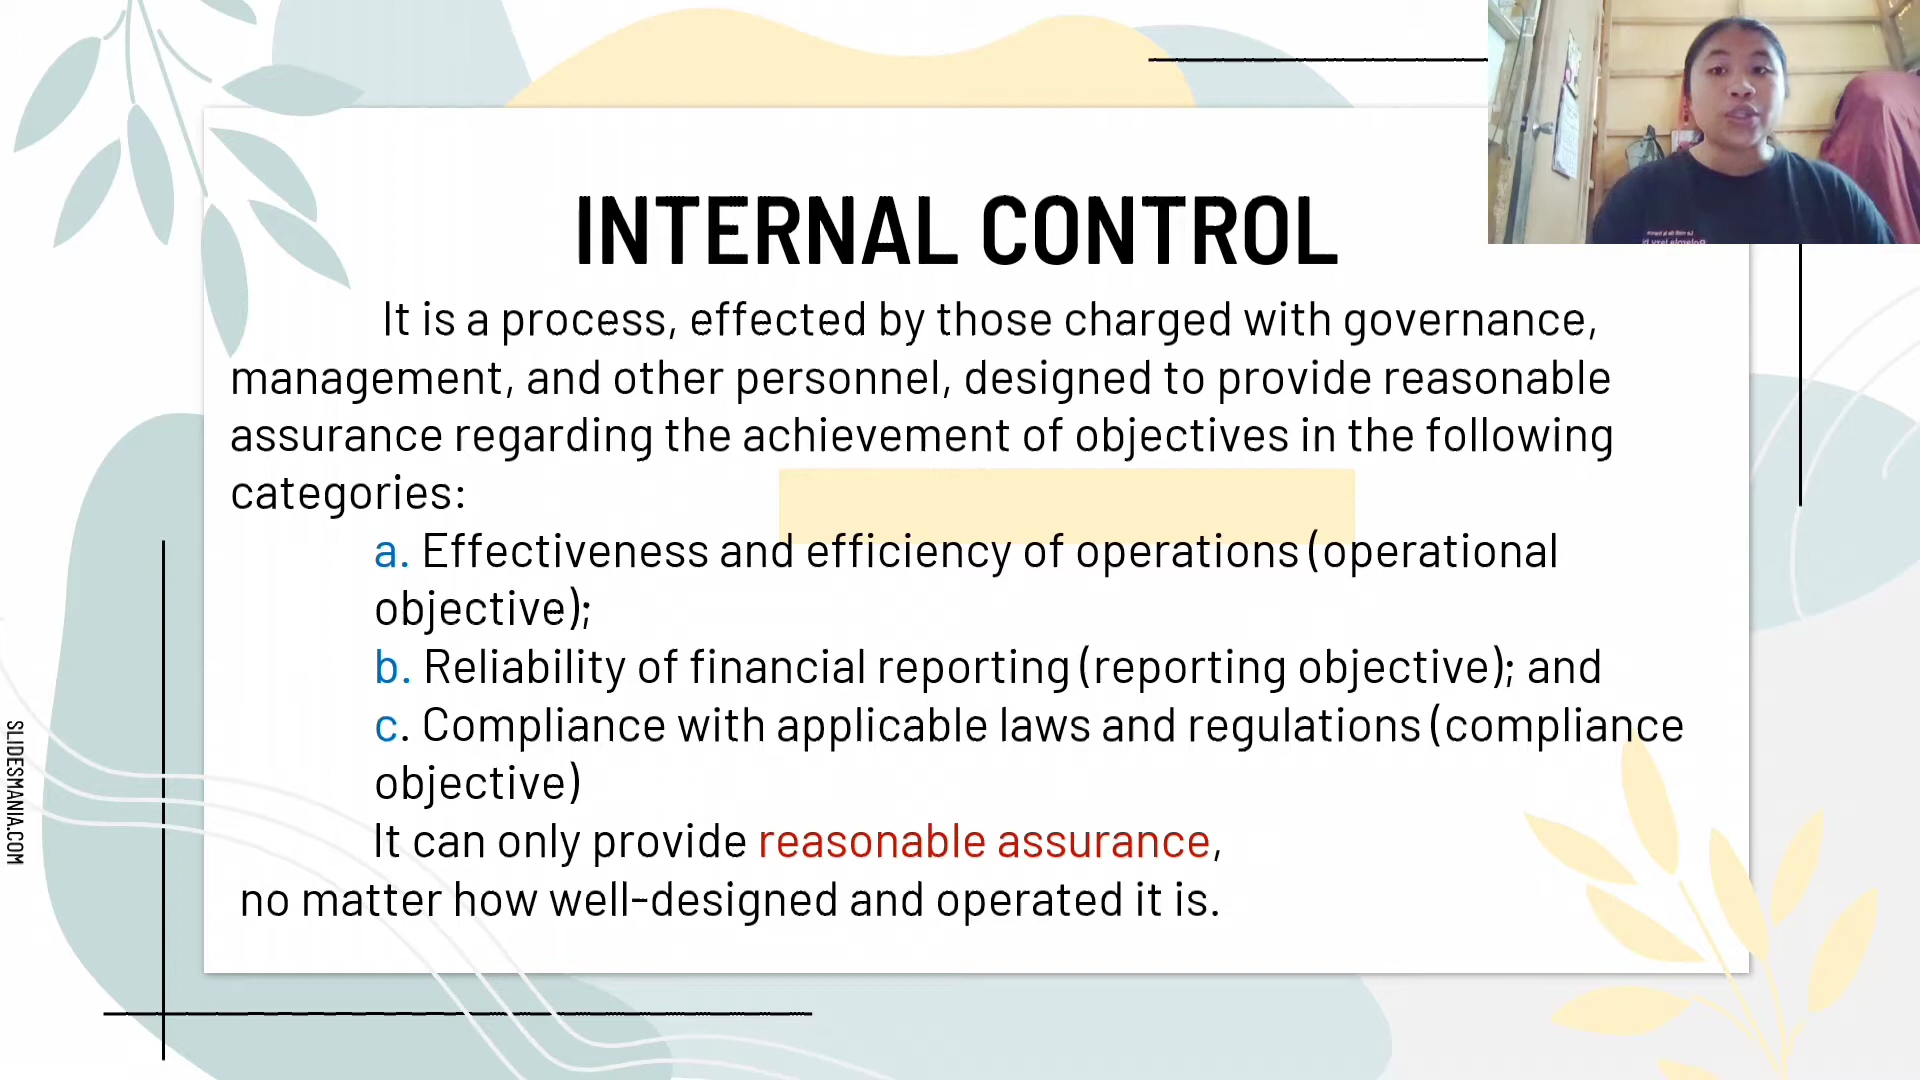 INTERNAL CONTROL
It is a process, effected by those charged with governance,
management, and other personnel, designed to provide reasonable
assurance regarding the achievement of objectives in the following
categories:
a. Effectiveness and efficiency of operations (operational
objective);
b. Reliability of financial reporting (reporting objective); and
c. Compliance with applicable laws and regulations (compliance
objective)
It can only provide reasonable assurance,
no matter how well-designed and operated it is.
SLIDESMANIA.COM